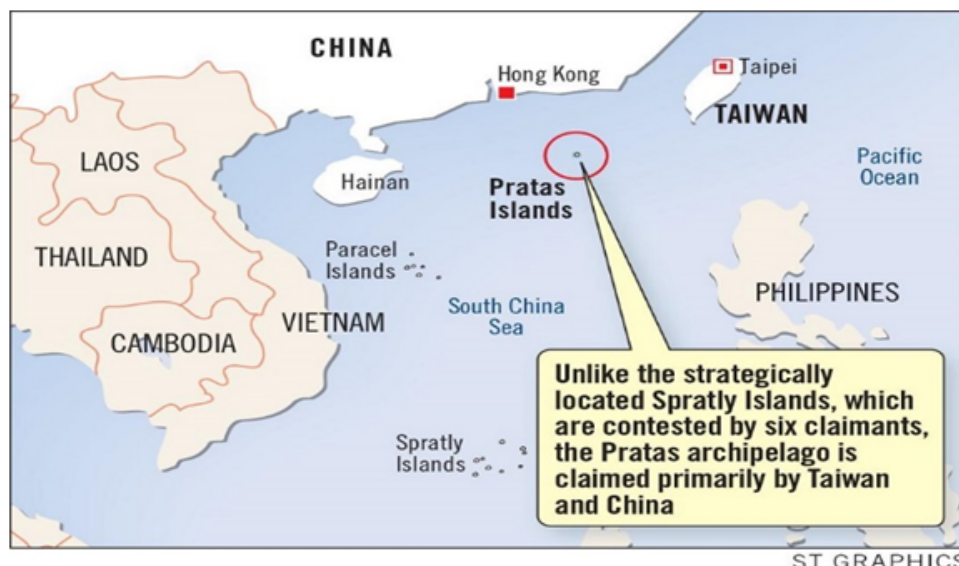 CHINA
Hong Kong
Taipei
TAIWAN
LAOS
Hainan
Pratas
Islands
Pacific
Ocean
THAILAND
Paracel
Islands
VIETNAM
South China
Sea
PHILIPPINES
CAMBODIA
Unlike the strategically
located Spratly Islands, which
are contested by six claimants,
the Pratas archipelago is
claimed primarily by Taiwan
and China
Spratly
Islands
ST GRAPHICS